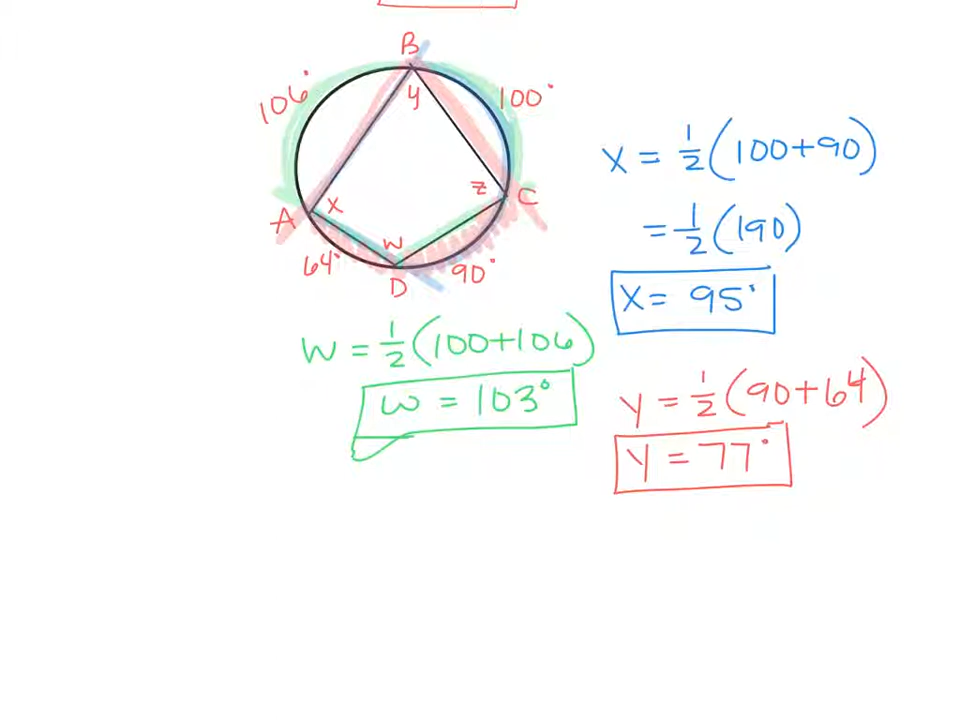 B
106°
y
100°
z
C
A
x
w
64°
90°
D
x = 1/2(100+90)
= 1/2(190)
x = 95°
w = 1/2(100+106)
w = 103°
y = 1/2(90+64)
y = 77°